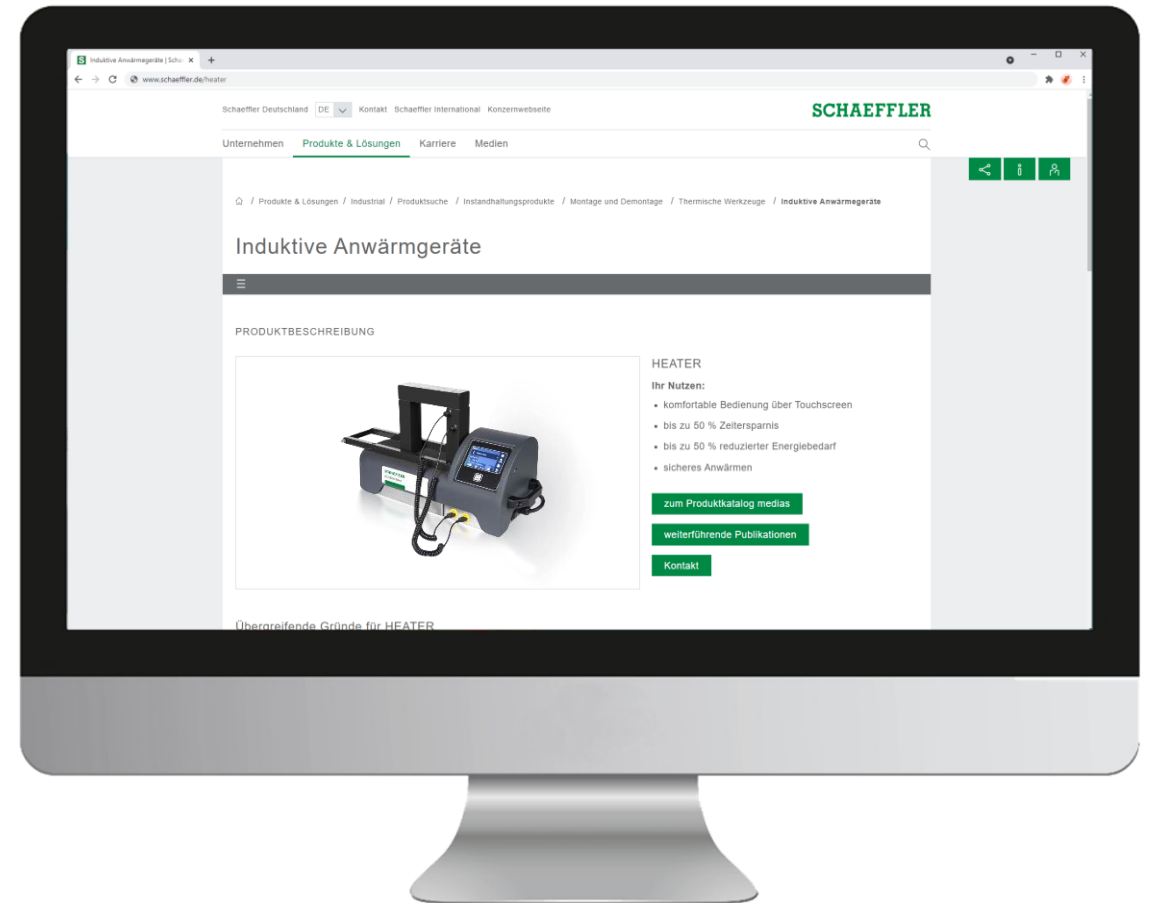 Induktive Anwärmgeräte | Scha
www.schaeffler.de/heater
Schaeffler Deutschland DE Kontakt Schaeffler International Konzernwebseite
SCHAEFFLER
Unternehmen Produkte & Lösungen Karriere Medien
/ Produkte & Lösungen / Industrial / Produktsuche / Instandhaltungsprodukte / Montage und Demontage / Thermische Werkzeuge / Induktive Anwärmegeräte
Induktive Anwärmgeräte
PRODUKTBESCHREIBUNG
HEATER
Ihr Nutzen:
• komfortable Bedienung über Touchscreen
• bis zu 50 % Zeitersparnis
• bis zu 50 % reduzierter Energiebedarf
• sicheres Anwärmen
zum Produktkatalog medias
weiterführende Publikationen
Kontakt
Übergreifende Gründe für HEATER